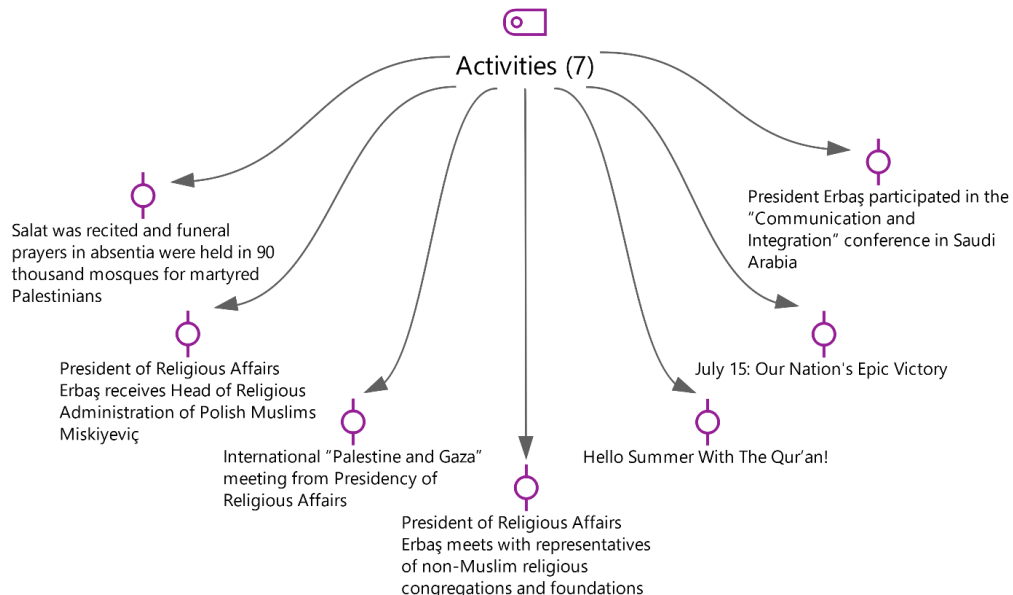 Activities (7)
Salat was recited and funeral
prayers in absentia were held in 90
thousand mosques for martyred
Palestinians
President of Religious Affairs
Erbaş receives Head of Religious
Administration of Polish Muslims
Miskiyeviç
International “Palestine and Gaza”
meeting from Presidency of
Religious Affairs
President of Religious Affairs
Erbaş meets with representatives
of non-Muslim religious
congregations and foundations
Hello Summer With The Qur’an!
July 15: Our Nation's Epic Victory
President Erbaş participated in the
“Communication and
Integration” conference in Saudi
Arabia